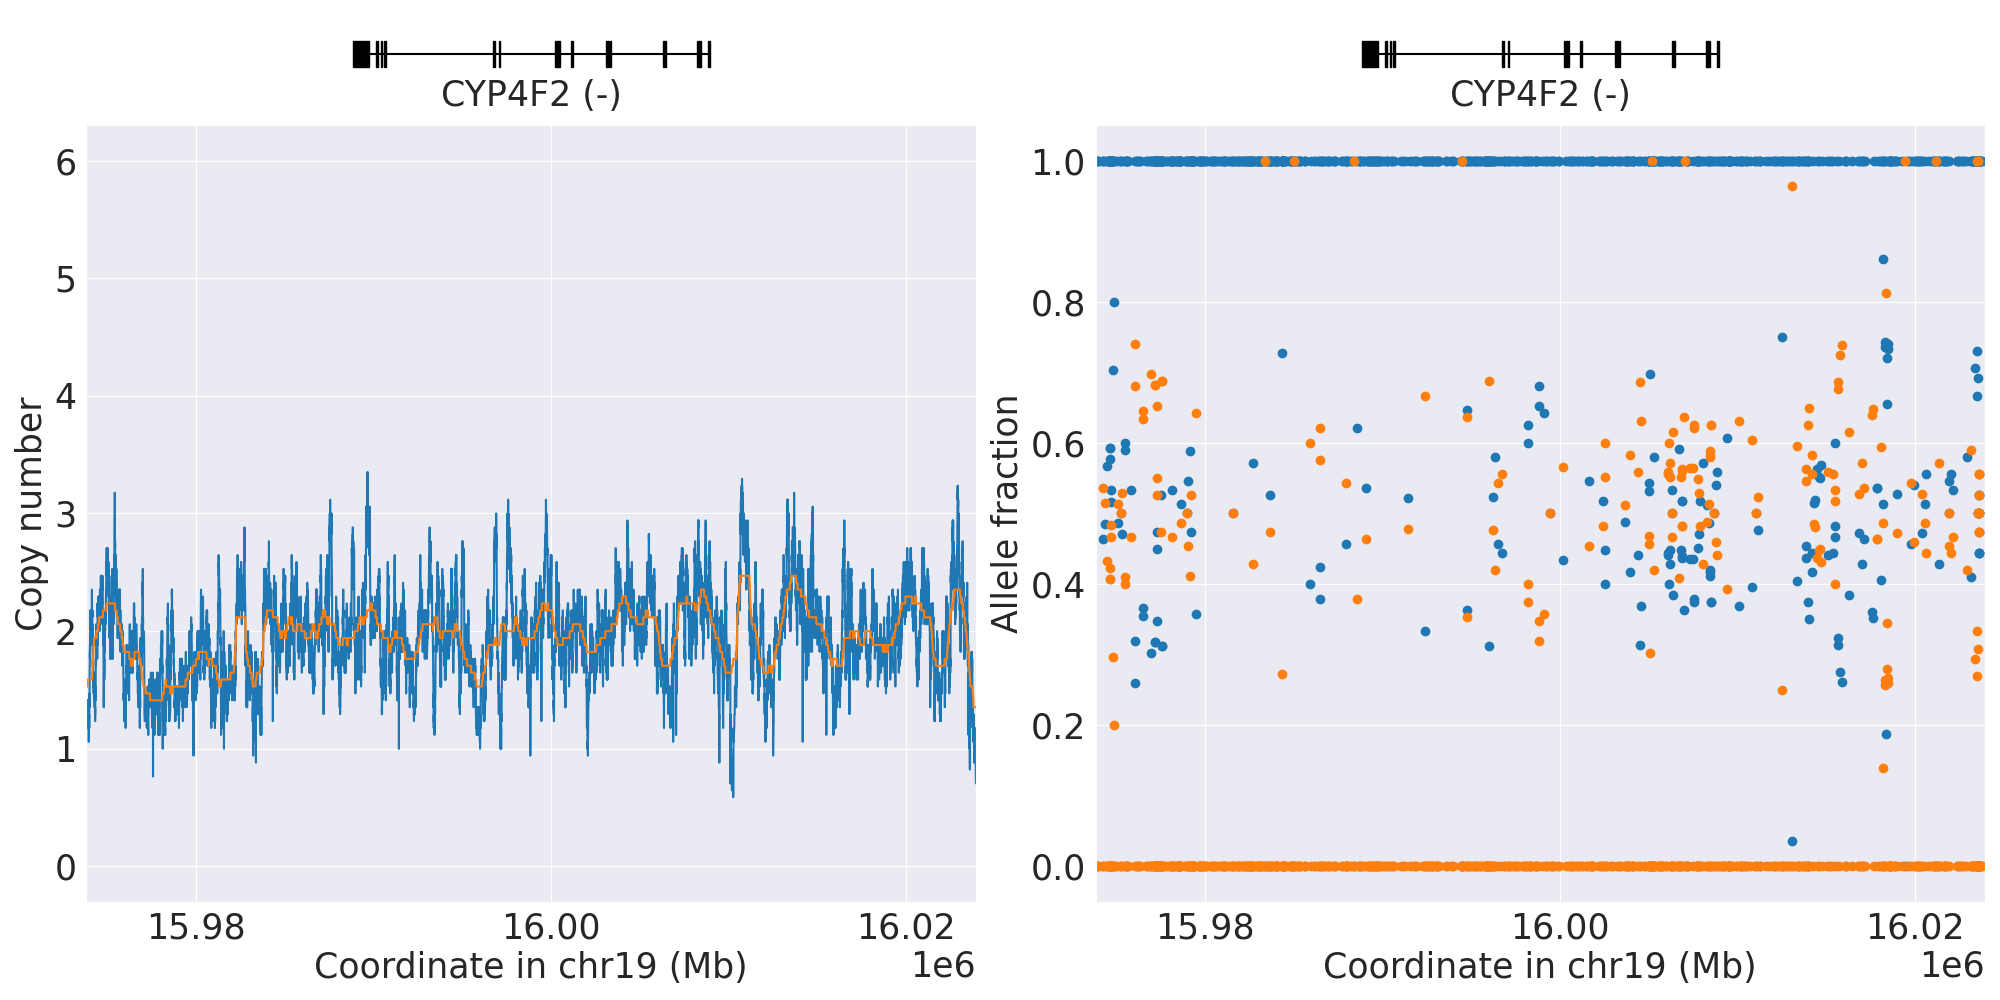 CYP4F2 (-)
Copy number
6
5
4
3
2
1
0
15.98
16.00
16.02
Coordinate in chr19 (Mb)
1e6
CYP4F2 (-)
Allele fraction
1.0
0.8
0.6
0.4
0.2
0.0
15.98
16.00
16.02
Coordinate in chr19 (Mb)
1e6